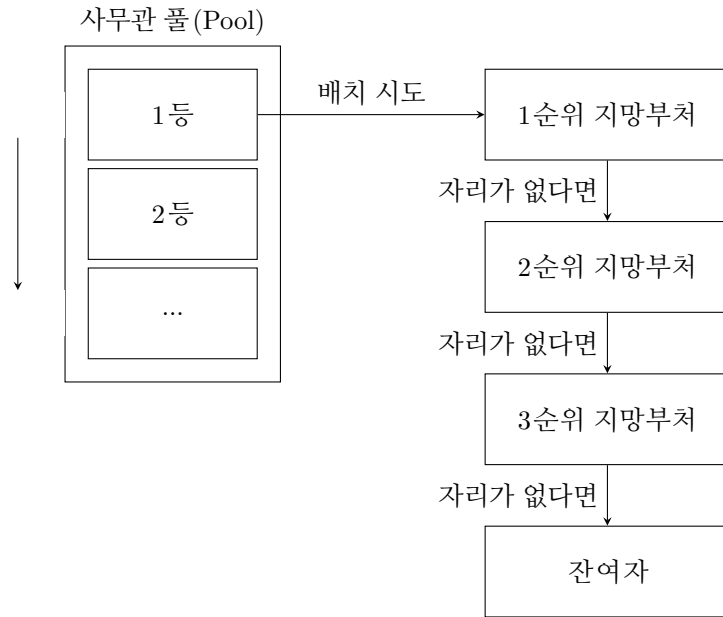 사무관 풀(Pool)
1등
2등
...
배치 시도
1순위 지망부처
자리가 없다면
2순위 지망부처
자리가 없다면
3순위 지망부처
자리가 없다면
잔여자